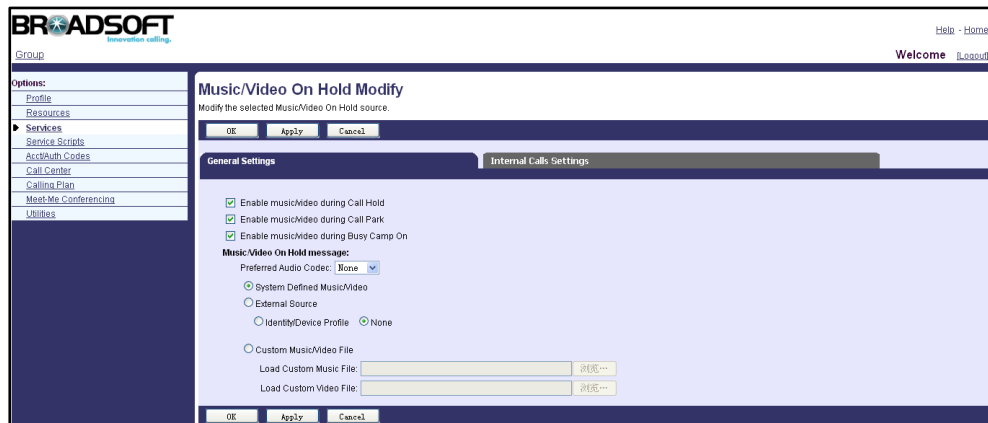 BROADSOFT
Innovation calling.
Help - Home
Group
Welcome [Logout]
Options:
Profile
Resources
Services
Service Scripts
Acct/Auth Codes
Call Center
Calling Plan
Meet-Me Conferencing
Utilities
Music/Video On Hold Modify
Modify the selected Music/Video On Hold source.
OK Apply Cancel
General Settings Internal Calls Settings
Enable music/video during Call Hold
Enable music/video during Call Park
Enable music/video during Busy Camp On
Music/Video On Hold message:
Preferred Audio Codec: None
System Defined Music/Video
External Source
Identity/Device Profile None
Custom Music/Video File
Load Custom Music File: 浏览…
Load Custom Video File: 浏览…
OK Apply Cancel